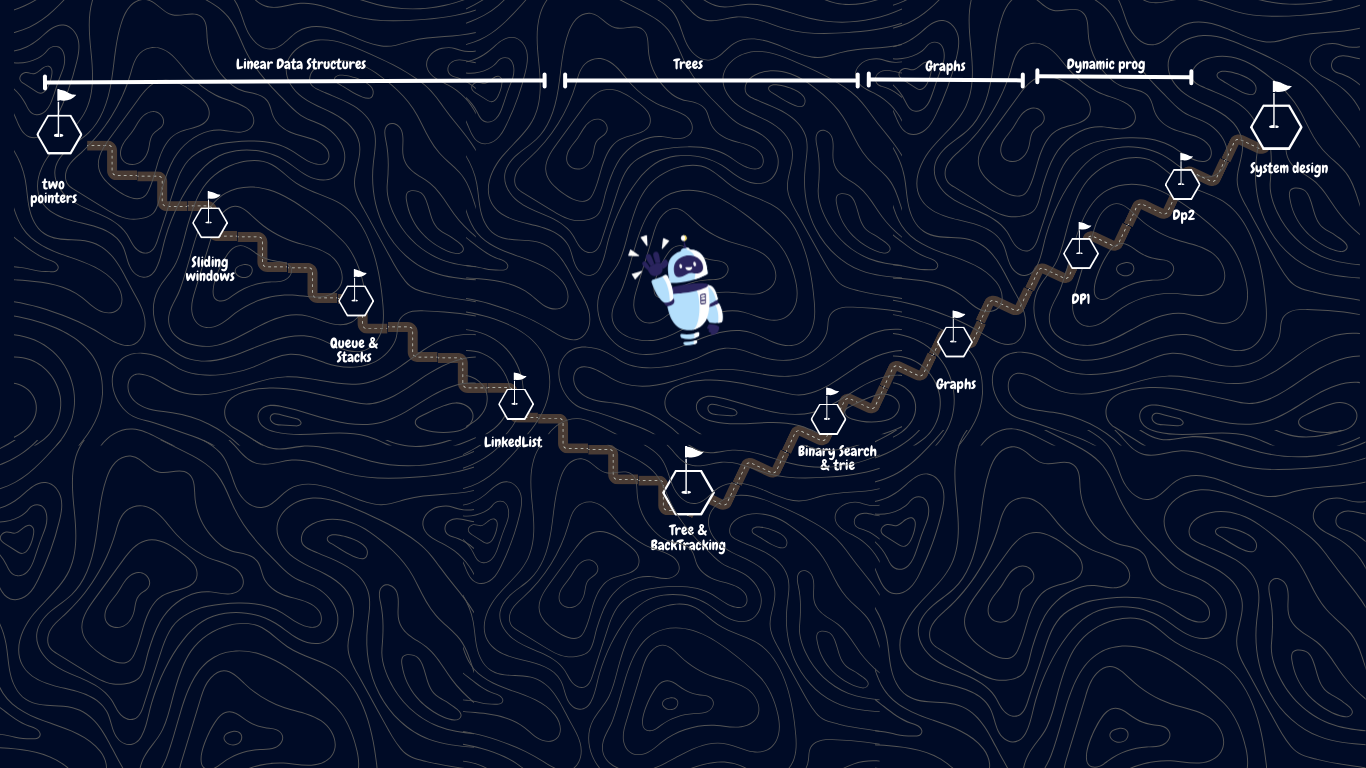 Linear Data Structures
Trees
Graphs
Dynamic prog
two
pointers
Sliding
windows
Queue &
Stacks
LinkedList
Tree &
BackTracking
Binary Search
& trie
Graphs
DP1
Dp2
System design